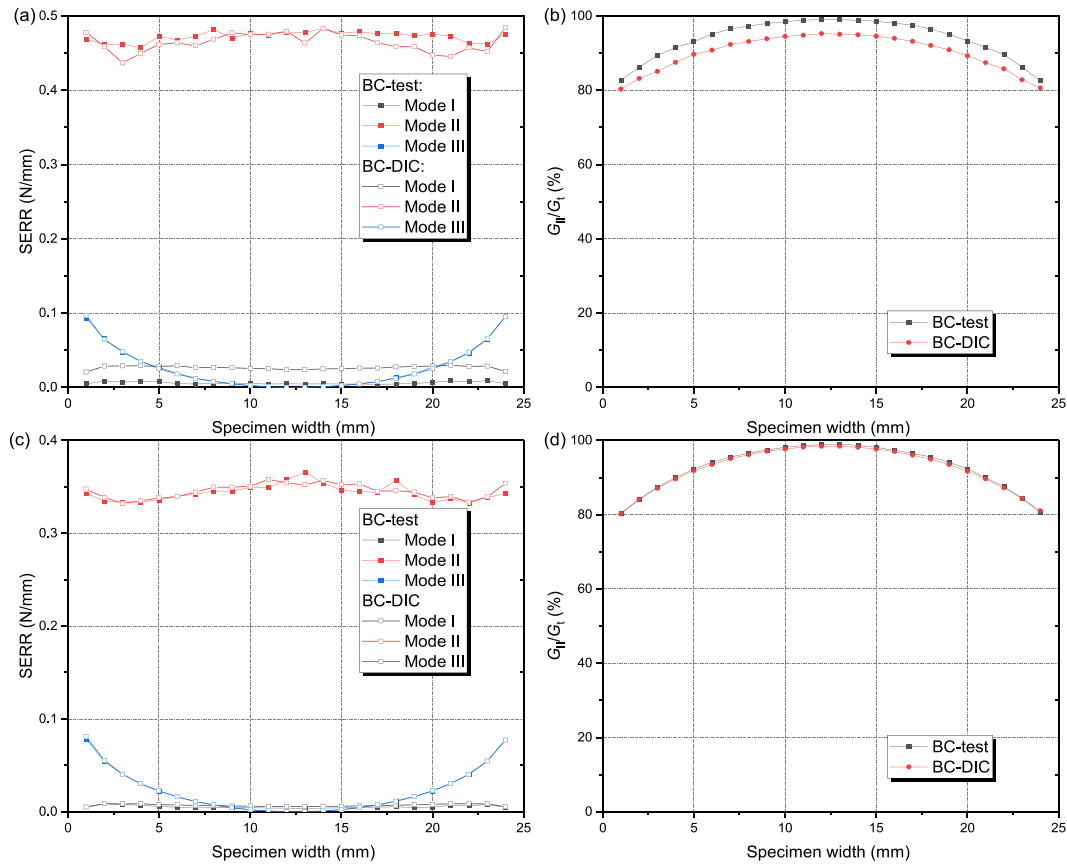 (a)
0.5
0.4
0.3
0.2
0.1
0.0
SERR (N/mm)
BC-test:
Mode I
Mode II
Mode III
BC-DIC:
Mode I
Mode II
Mode III
0 5 10 15 20 25
Specimen width (mm)
(b)
100
80
60
40
20
0
GII/Gt (%)
BC-test
BC-DIC
0 5 10 15 20 25
Specimen width (mm)
(c)
0.4
0.3
0.2
0.1
0.0
SERR (N/mm)
BC-test
Mode I
Mode II
Mode III
BC-DIC
Mode I
Mode II
Mode III
0 5 10 15 20 25
Specimen width (mm)
(d)
100
80
60
40
20
0
GII/Gt (%)
BC-test
BC-DIC
0 5 10 15 20 25
Specimen width (mm)